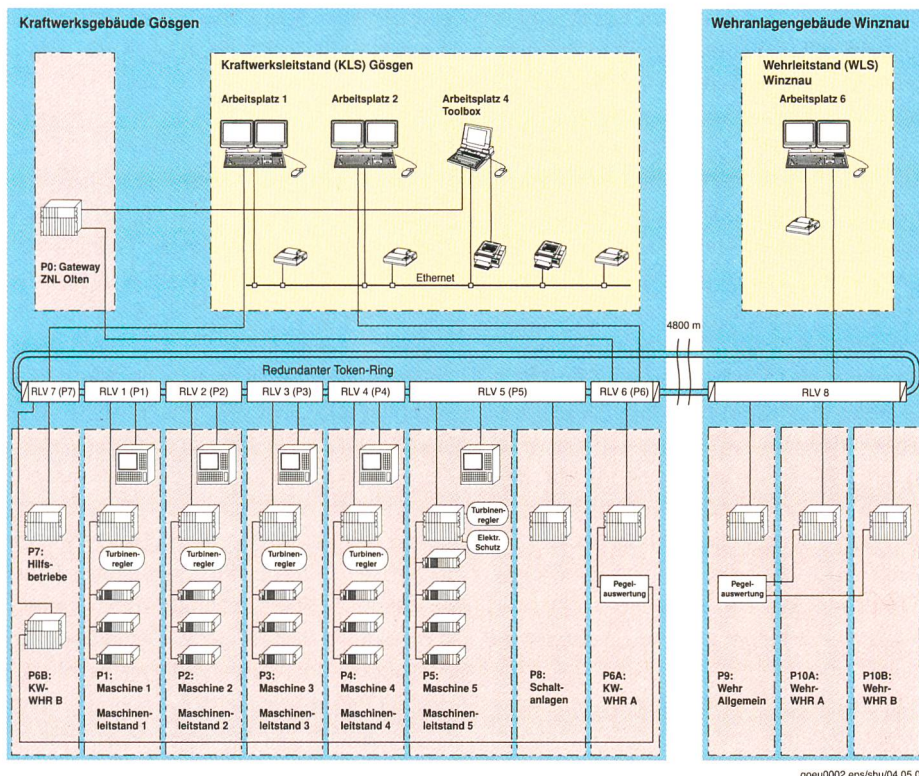 Kraftwerksgebäude Gösgen
Wehranlagengebäude Winznau
Kraftwerksleitstand (KLS) Gösgen
Wehrleitstand (WLS)
Winznau
Arbeitsplatz 1
Arbeitsplatz 2
Arbeitsplatz 4
Toolbox
Arbeitsplatz 6
P0: Gateway
ZNL Olten
Ethernet
4800 m
Redundanter Token-Ring
RLV 7 (P7)
RLV 1 (P1)
RLV 2 (P2)
RLV 3 (P3)
RLV 4 (P4)
RLV 5 (P5)
RLV 6 (P6)
RLV 8
Turbinen-
regler
Elektr.
Schutz
P7:
Hilfs-
betriebe
Turbinen-
regler
Turbinen-
regler
Turbinen-
regler
Turbinen-
regler
Pegel-
auswertung
Pegel-
auswertung
P6B:
KW-
WHR B
P1:
Maschine 1
Maschinen-
leitstand 1
P2:
Maschine 2
Maschinen-
leitstand 2
P3:
Maschine 3
Maschinen-
leitstand 3
P4:
Maschine 4
Maschinen-
leitstand 4
P5:
Maschine 5
Maschinen-
leitstand 5
P8:
Schalt-
anlagen
P6A:
KW-
WHR A
P9:
Wehr
Allgemein
P10A:
Wehr-
WHR A
P10B:
Wehr-
WHR B
goeu0002.eps/sbu/04.05.0